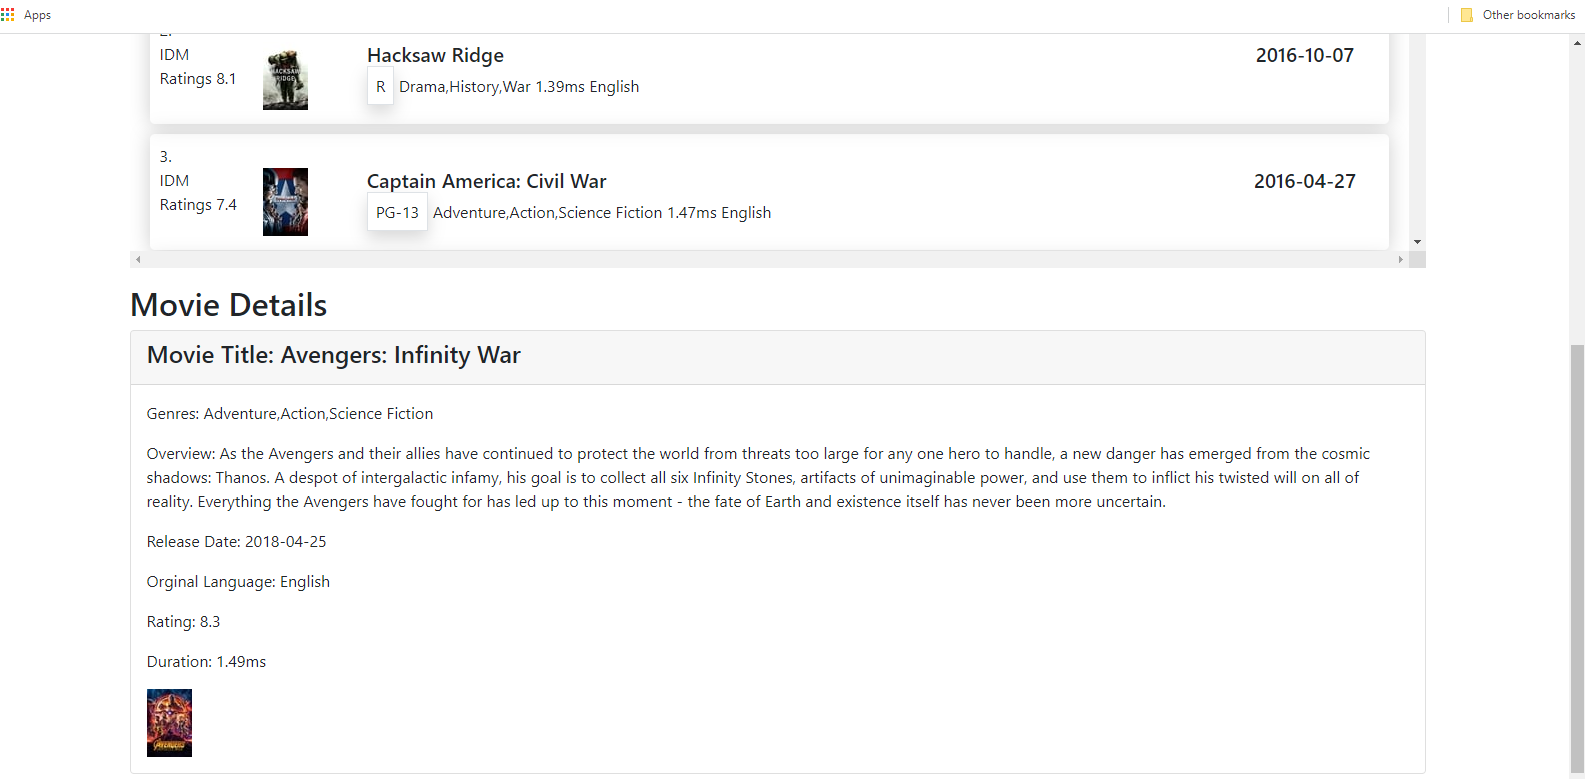 Apps
Other bookmarks
2.
IDM
Ratings 8.1
HACKSAW
RIDGE
Hacksaw Ridge
2016-10-07
R Drama,History,War 1.39ms English
3.
IDM
Ratings 7.4
Captain America: Civil War
2016-04-27
PG-13 Adventure,Action,Science Fiction 1.47ms English
Movie Details
Movie Title: Avengers: Infinity War
Genres: Adventure,Action,Science Fiction
Overview: As the Avengers and their allies have continued to protect the world from threats too large for any one hero to handle, a new danger has emerged from the cosmic
shadows: Thanos. A despot of intergalactic infamy, his goal is to collect all six Infinity Stones, artifacts of unimaginable power, and use them to inflict his twisted will on all of
reality. Everything the Avengers have fought for has led up to this moment - the fate of Earth and existence itself has never been more uncertain.
Release Date: 2018-04-25
Orginal Language: English
Rating: 8.3
Duration: 1.49ms
AVENGERS